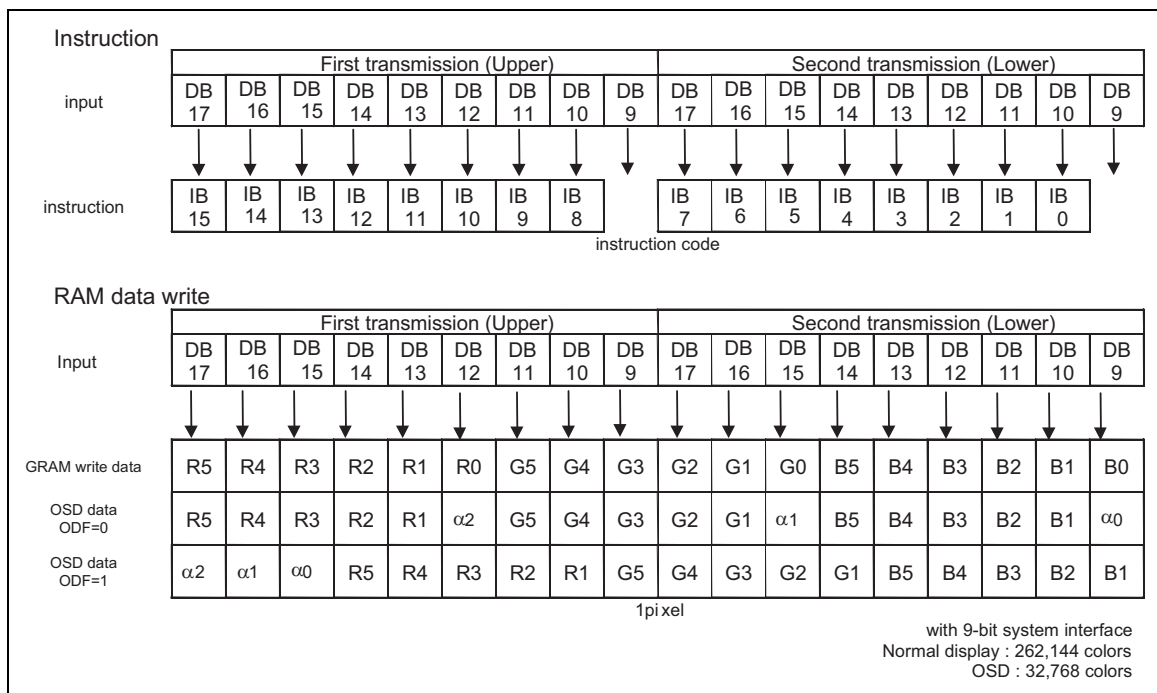 Instruction
First transmission (Upper) Second transmission (Lower)
input DB 17 DB 16 DB 15 DB 14 DB 13 DB 12 DB 11 DB 10 DB 9 DB 17 DB 16 DB 15 DB 14 DB 13 DB 12 DB 11 DB 10 DB 9
instruction IB 15 IB 14 IB 13 IB 12 IB 11 IB 10 IB 9 IB 8 IB 7 IB 6 IB 5 IB 4 IB 3 IB 2 IB 1 IB 0
instruction code
RAM data write
First transmission (Upper) Second transmission (Lower)
Input DB 17 DB 16 DB 15 DB 14 DB 13 DB 12 DB 11 DB 10 DB 9 DB 17 DB 16 DB 15 DB 14 DB 13 DB 12 DB 11 DB 10 DB 9
GRAM write data R5 R4 R3 R2 R1 R0 G5 G4 G3 G2 G1 G0 B5 B4 B3 B2 B1 B0
OSD data ODF=0 R5 R4 R3 R2 R1 α2 G5 G4 G3 G2 G1 α1 B5 B4 B3 B2 B1 α0
OSD data ODF=1 α2 α1 α0 R5 R4 R3 R2 R1 G5 G4 G3 G2 G1 B5 B4 B3 B2 B1
1pixel
with 9-bit system interface
Normal display : 262,144 colors
OSD : 32,768 colors